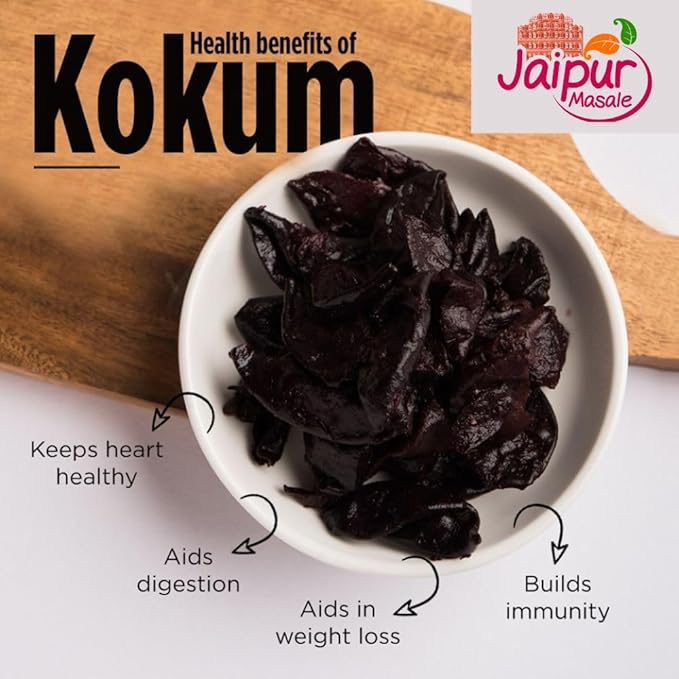 Health benefits of
Kokum
Jaipur
Masale
Keeps heart
healthy
Aids
digestion
Aids in
weight loss
Builds
immunity